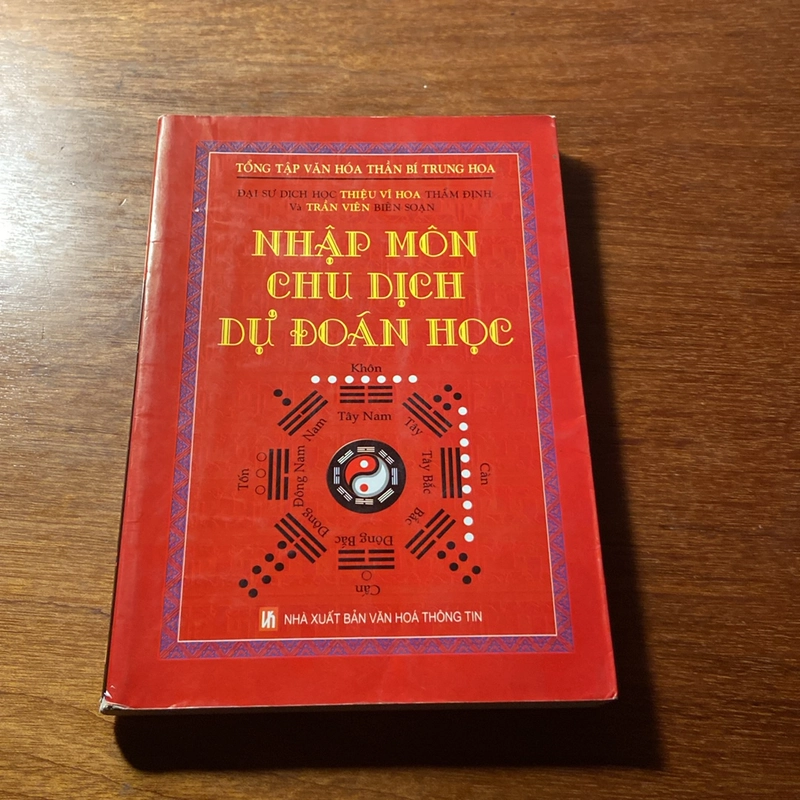 TỔNG TẬP VĂN HÓA THẦN BÍ TRUNG HOA
ĐẠI SƯ DỊCH HỌC THIỆU VĨ HOA THẨM ĐỊNH
Và TRẦN VIÊN BIÊN SOẠN
NHẬP MÔN
CHU DỊCH
DỰ ĐOÁN HỌC
Khôn
Tây Nam
Nam
Tây
Tốn
Đông Nam
Tây Bắc
Càn
Đông
Bắc
Đông Bắc
Cấn
NHÀ XUẤT BẢN VĂN HOÁ THÔNG TIN